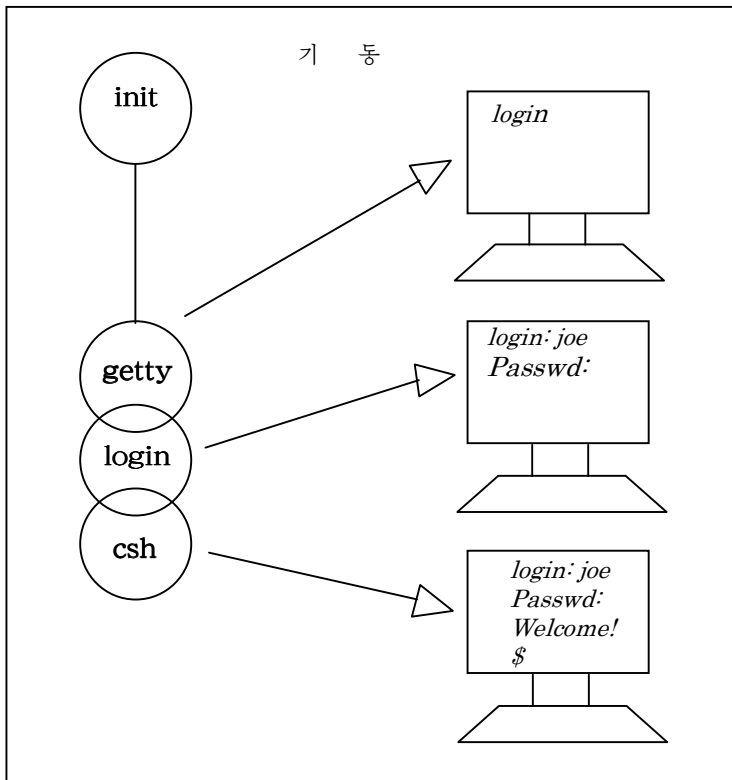 기 동
init
login
getty
login: joe
Passwd:
login
csh
login: joe
Passwd:
Welcome!
$